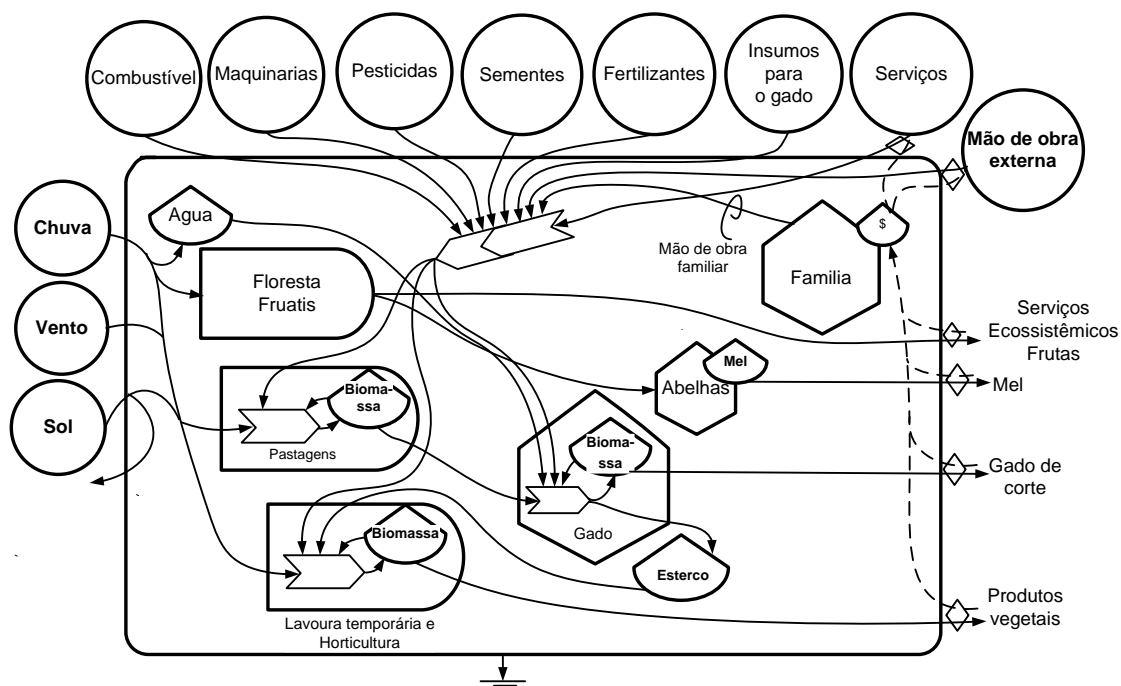 Combustível
Maquinarias
Pesticidas
Sementes
Fertilizantes
Insumos
para
o gado
Serviços
Mão de obra
externa
Chuva
Agua
Floresta
Fruatis
Mão de obra
familiar
Familia
$
Vento
Serviços
Ecossistêmicos
Frutas
Mel
Abelhas
Mel
Sol
Bioma-
ssa
Pastagens
Bioma-
ssa
Gado
Gado de
corte
Biomassa
Esterco
Lavoura temporária e
Horticultura
Produtos
vegetais